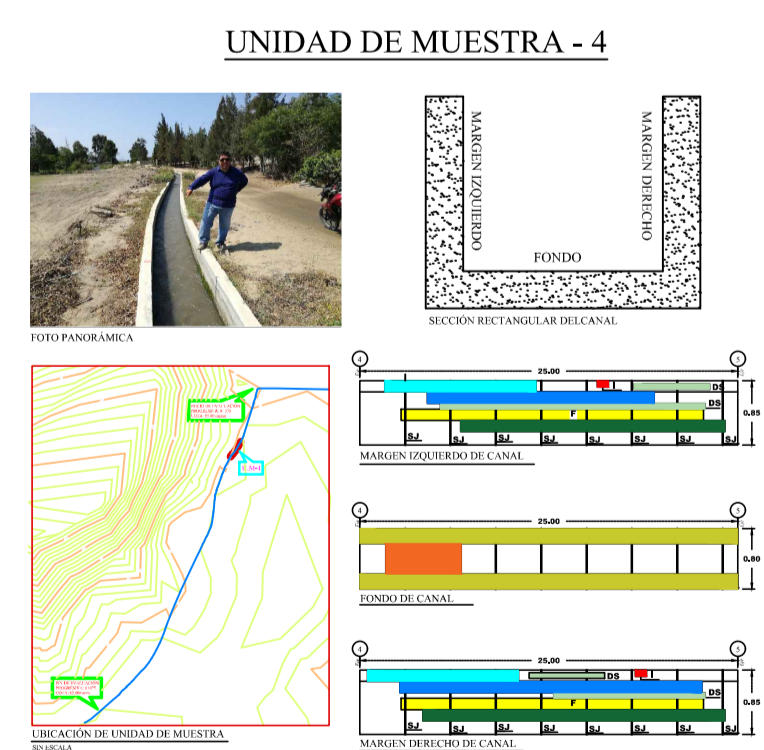 UNIDAD DE MUESTRA - 4
FOTO PANORÁMICA
MARGEN IZQUIERDO
MARGEN DERECHO
FONDO
SECCIÓN RECTANGULAR DELCANAL
U.M-4
UBICACIÓN DE UNIDAD DE MUESTRA
SIN ESCALA
4
25.00
5
I
DS
DS
F
0.85
SJ
SJ
SJ
SJ
SJ
SJ
SJ
SJ
MARGEN IZQUIERDO DE CANAL
4
25.00
5
0.80
FONDO DE CANAL
4
25.00
5
DS
I
DS
F
0.85
SJ
SJ
SJ
SJ
SJ
SJ
SJ
SJ
MARGEN DERECHO DE CANAL